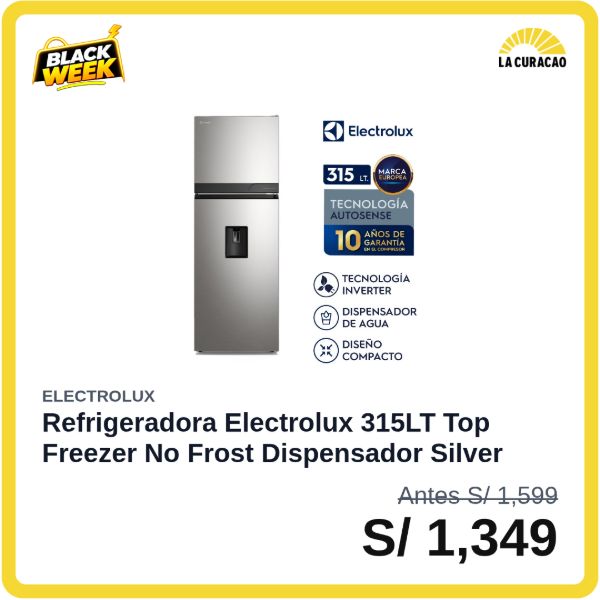 BLACK
WEEK
LA CURACAO
Electrolux
315 LT.
MARCA
EUROPEA
TECNOLOGÍA
AUTOSENSE
10 AÑOS DE
GARANTÍA
EN EL COMPRESOR
TECNOLOGÍA
INVERTER
DISPENSADOR
DE AGUA
DISEÑO
COMPACTO
ELECTROLUX
Refrigeradora Electrolux 315LT Top
Freezer No Frost Dispensador Silver
Antes S/ 1,599
S/ 1,349